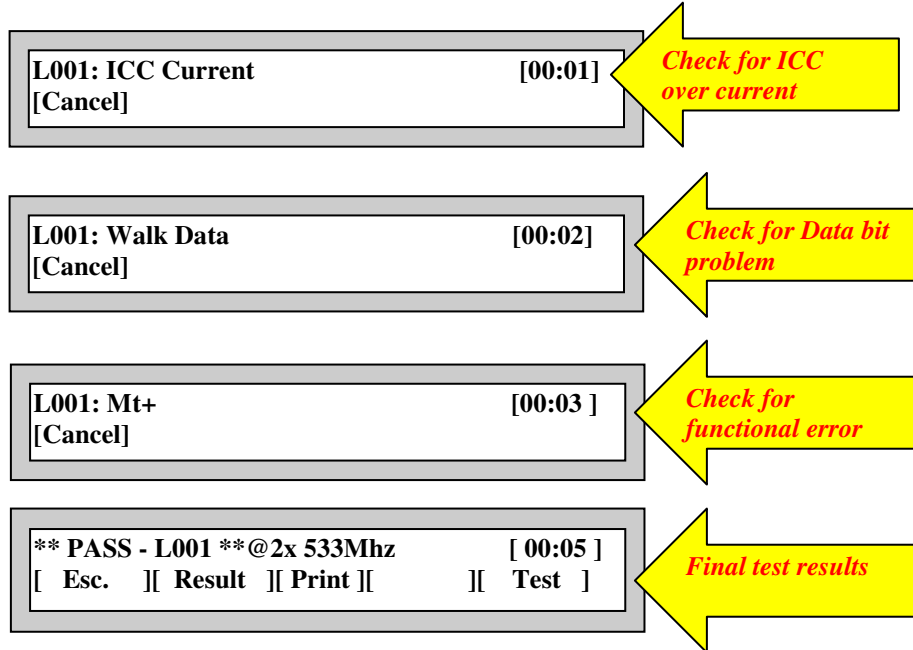 L001: ICC Current [00:01]
[Cancel]
Check for ICC
over current
L001: Walk Data [00:02]
[Cancel]
Check for Data bit
problem
L001: Mt+ [00:03 ]
[Cancel]
Check for
functional error
** PASS - L001 **@2x 533Mhz [ 00:05 ]
[ Esc. ][ Result ][ Print ][ ][ Test ]
Final test results